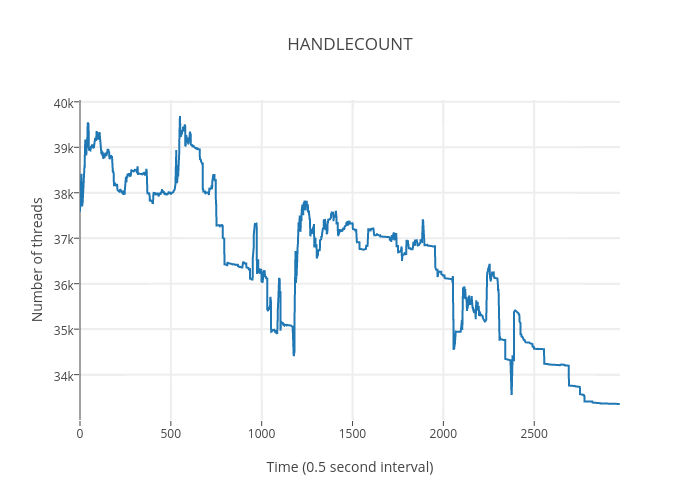 HANDLECOUNT
40k
39k
38k
37k
36k
35k
34k
Number of threads
0
500
1000
1500
2000
2500
Time (0.5 second interval)